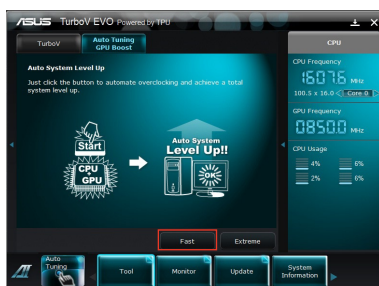 ASUS TurboV EVO Powered by TPU
TurboV
Auto Tuning
GPU Boost
CPU
Auto System Level Up
Just click the button to automate overclocking and achieve a total
system level up.
CPU Frequency
1607.6 MHz
100.5 x 16.0 < Core 0 >
GPU Frequency
0850.0 MHz
CPU Usage
4% 6%
2% 6%
Start
CPU
GPU
Auto System
Level Up!!
OK
Fast
Extreme
Auto
Tuning
Tool
Monitor
Update
System
Information